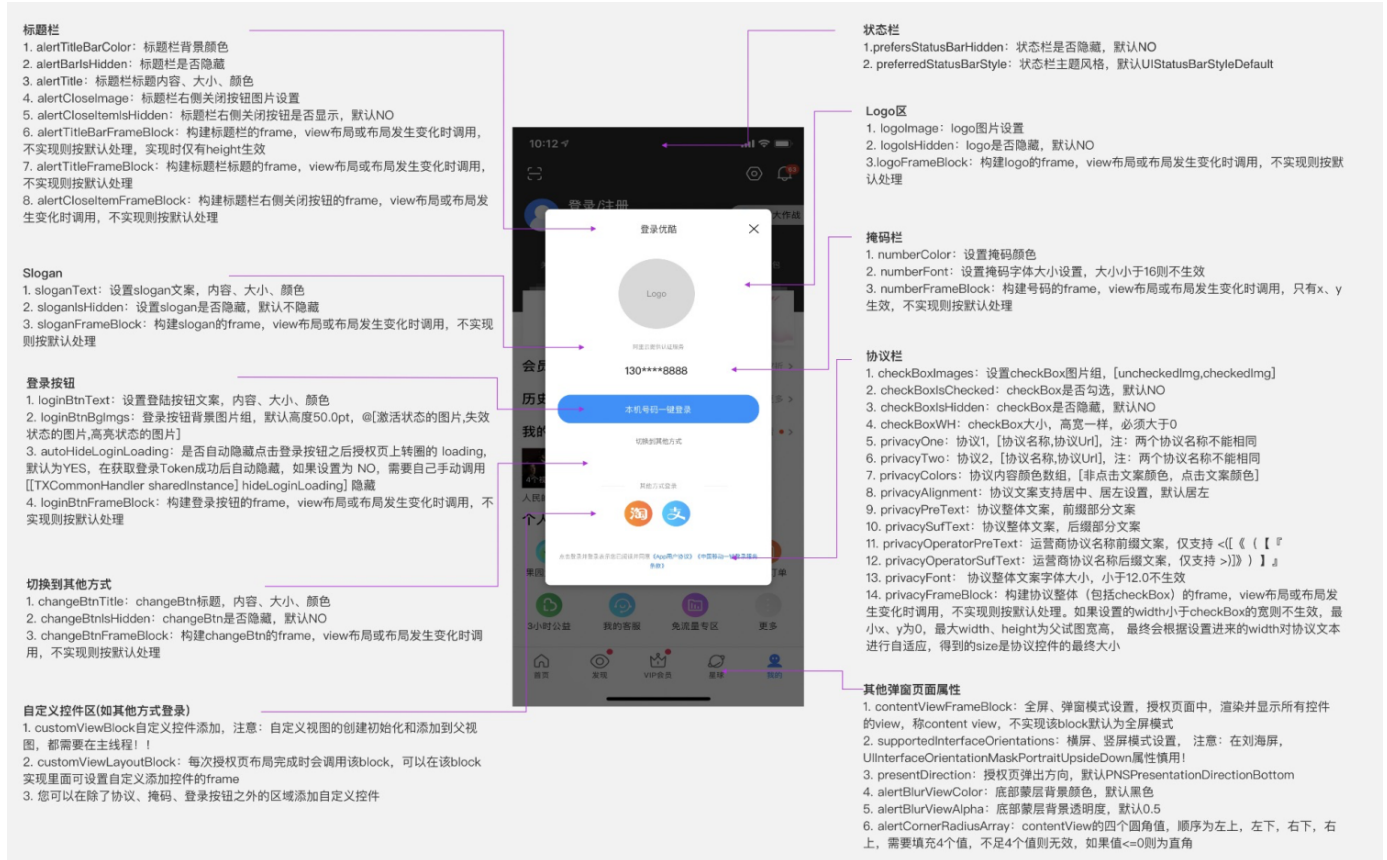 标题栏
1. alertTitleBarColor：标题栏背景颜色
2. alertBarIsHidden：标题栏是否隐藏
3. alertTitle：标题栏标题内容、大小、颜色
4. alertCloseImage：标题栏右侧关闭按钮图片设置
5. alertCloseItemIsHidden：标题栏右侧关闭按钮是否显示，默认NO
6. alertTitleBarFrameBlock：构建标题栏的frame，view布局或布局发生变化时调用，
不实现则按默认处理，实现时仅有height生效
7. alertTitleFrameBlock：构建标题栏标题的frame，view布局或布局发生变化时调用，
不实现则按默认处理
8. alertCloseItemFrameBlock：构建标题栏右侧关闭按钮的frame，view布局或布局发
生变化时调用，不实现则按默认处理
Slogan
1. sloganText：设置slogan文案，内容、大小、颜色
2. sloganIsHidden：设置slogan是否隐藏，默认不隐藏
3. sloganFrameBlock：构建slogan的frame，view布局或布局发生变化时调用，不实现
则按默认处理
登录按钮
1. loginBtnText：设置登陆按钮文案，内容、大小、颜色
2. loginBtnBgImgs：登录按钮背景图片组，默认高度50.0pt，@[激活状态的图片,失效
状态的图片,高亮状态的图片]
3. autoHideLoginLoading：是否自动隐藏点击登录按钮之后授权页上转圈的 loading,
默认为YES，在获取登录Token成功后自动隐藏，如果设置为 NO，需要自己手动调用
[[TXCommonHandler sharedInstance] hideLoginLoading] 隐藏
4. loginBtnFrameBlock：构建登录按钮的frame，view布局或布局发生变化时调用，不
实现则按默认处理
切换到其他方式
1. changeBtnTitle：changeBtn标题，内容、大小、颜色
2. changeBtnIsHidden：changeBtn是否隐藏，默认NO
3. changeBtnFrameBlock：构建changeBtn的frame，view布局或布局发生变化时调
用，不实现则按默认处理
自定义控件区(如其他方式登录）
1. customViewBlock自定义控件添加，注意：自定义视图的创建初始化和添加到父视
图，都需要在主线程！！
2. customViewLayoutBlock：每次授权页布局完成时会调用该block，可以在该block
实现里面可设置自定义添加控件的frame
3. 您可以在除了协议、掩码、登录按钮之外的区域添加自定义控件
10:12
登录/注册
大作战
登录优酷
Logo
阿里云提供认证服务
会员
130****8888
历史
本机号码一键登录
我的
切换到其他方式
其他方式登录
人民的
个人
淘
支
点击登录并登录表示您已阅读并同意《App用户协议》《中国移动一键登录服务
条款》
果园
订单
3小时公益
我的客服
免流量专区
更多
首页
发现
VIP会员
星球
我的
状态栏
1.prefersStatusBarHidden：状态栏是否隐藏，默认NO
2. preferredStatusBarStyle：状态栏主题风格，默认UIStatusBarStyleDefault
Logo区
1. logoImage：logo图片设置
2. logoIsHidden：logo是否隐藏，默认NO
3.logoFrameBlock：构建logo的frame，view布局或布局发生变化时调用，不实现则按默
认处理
掩码栏
1. numberColor：设置掩码颜色
2. numberFont：设置掩码字体大小设置，大小小于16则不生效
3. numberFrameBlock：构建号码的frame，view布局或布局发生变化时调用，只有x、y
生效，不实现则按默认处理
协议栏
1. checkBoxImages：设置checkBox图片组，[uncheckedImg,checkedImg]
2. checkBoxIsChecked：checkBox是否勾选，默认NO
3. checkBoxIsHidden：checkBox是否隐藏，默认NO
4. checkBoxWH：checkBox大小，高宽一样，必须大于0
5. privacyOne：协议1，[协议名称,协议Url]，注：两个协议名称不能相同
6. privacyTwo：协议2，[协议名称,协议Url]，注：两个协议名称不能相同
7. privacyColors：协议内容颜色数组，[非点击文案颜色，点击文案颜色]
8. privacyAlignment：协议文案支持居中、居左设置，默认居左
9. privacyPreText：协议整体文案，前缀部分文案
10. privacySufText：协议整体文案，后缀部分文案
11. privacyOperatorPreText：运营商协议名称前缀文案，仅支持 <([《（【『
12. privacyOperatorSufText：运营商协议名称后缀文案，仅支持 >)]》）】』
13. privacyFont： 协议整体文案字体大小，小于12.0不生效
14. privacyFrameBlock：构建协议整体（包括checkBox）的frame，view布局或布局发
生变化时调用，不实现则按默认处理。如果设置的width小于checkBox的宽则不生效，最
小x、y为0，最大width、height为父试图宽高， 最终会根据设置进来的width对协议文本
进行自适应，得到的size是协议控件的最终大小
其他弹窗页面属性
1. contentViewFrameBlock：全屏、弹窗模式设置，授权页面中，渲染并显示所有控件
的view，称content view，不实现该block默认为全屏模式
2. supportedInterfaceOrientations：横屏、竖屏模式设置， 注意：在刘海屏，
UIInterfaceOrientationMaskPortraitUpsideDown属性慎用！
3. presentDirection：授权页弹出方向，默认PNSPresentationDirectionBottom
4. alertBlurViewColor：底部蒙层背景颜色，默认黑色
5. alertBlurViewAlpha：底部蒙层背景透明度，默认0.5
6. alertCornerRadiusArray：contentView的四个圆角值，顺序为左上，左下，右下，右
上，需要填充4个值，不足4个值则无效，如果值<=0则为直角